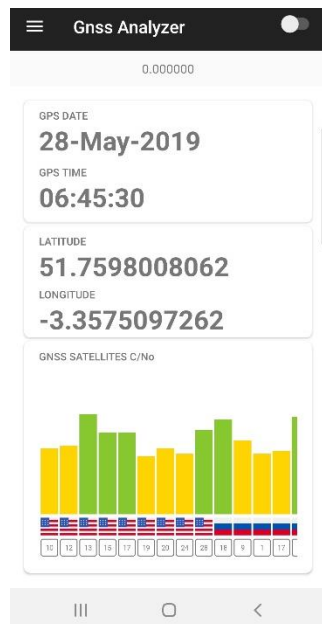 Gnss Analyzer
0.000000
GPS DATE
28-May-2019
GPS TIME
06:45:30
LATITUDE
51.7598008062
LONGITUDE
-3.3575097262
GNSS SATELLITES C/No
10 12 13 15 17 19 20 24 28 18 9 1 17